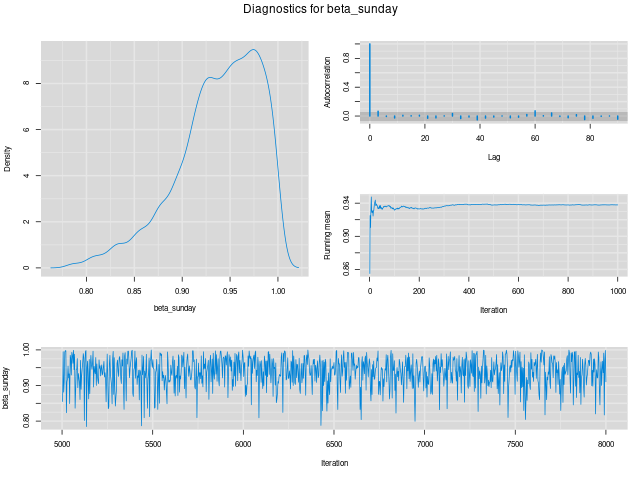 Diagnostics for beta_sunday
Density
0 2 4 6 8
0.80 0.85 0.90 0.95 1.00
beta_sunday
Autocorrelation
0.0 0.4 0.8
0 20 40 60 80
Lag
Running mean
0.86 0.90 0.94
0 200 400 600 800 1000
Iteration
beta_sunday
0.80 0.90 1.00
5000 5500 6000 6500 7000 7500 8000
Iteration